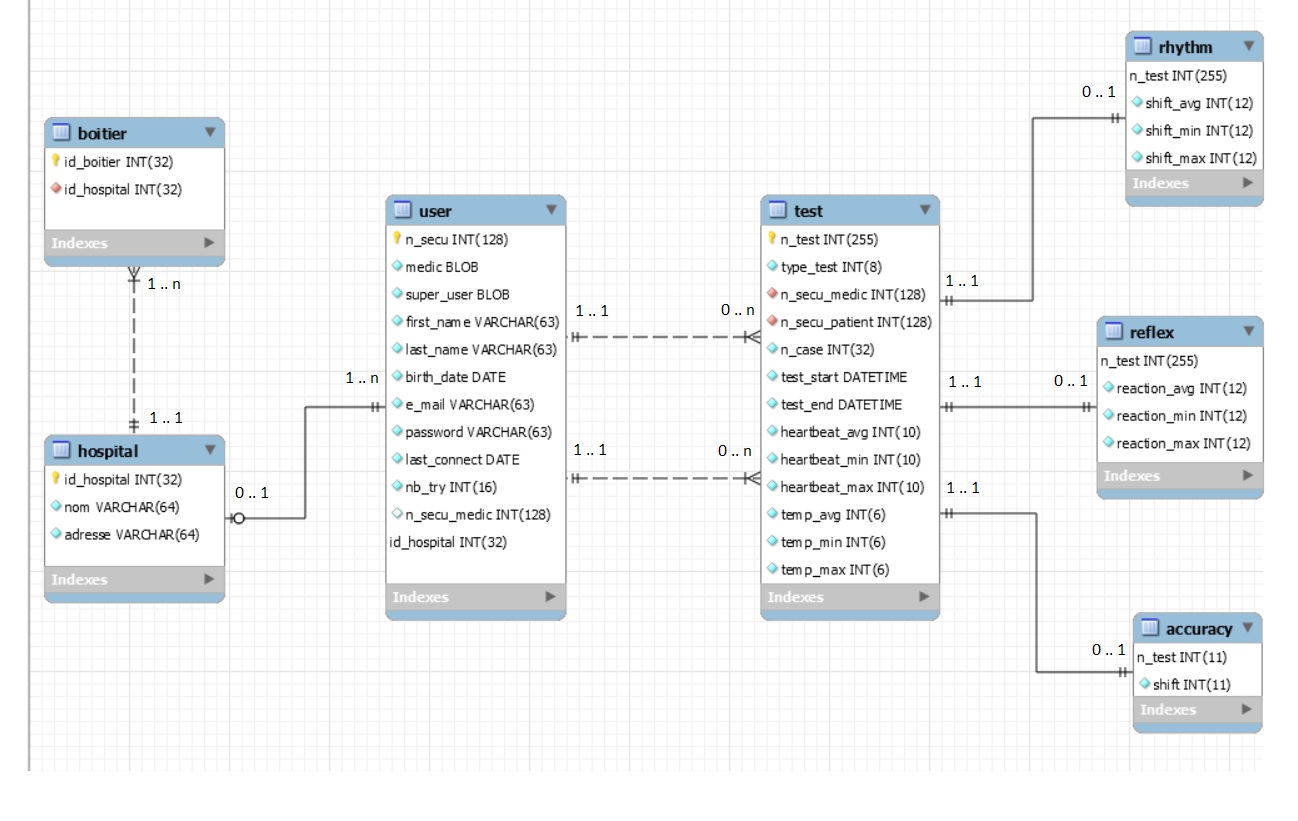 boitier
id_boitier INT(32)
id_hospital INT(32)
Indexes
1 .. n
1 .. 1
hospital
id_hospital INT(32)
nom VARCHAR(64)
adresse VARCHAR(64)
Indexes
0 .. 1
1 .. n
user
n_secu INT(128)
medic BLOB
super_user BLOB
first_name VARCHAR(63)
last_name VARCHAR(63)
birth_date DATE
e_mail VARCHAR(63)
password VARCHAR(63)
last_connect DATE
nb_try INT(16)
n_secu_medic INT(128)
id_hospital INT(32)
Indexes
1 .. 1
0 .. n
1 .. 1
0 .. n
test
n_test INT(255)
type_test INT(8)
n_secu_medic INT(128)
n_secu_patient INT(128)
n_case INT(32)
test_start DATETIME
test_end DATETIME
heartbeat_avg INT(10)
heartbeat_min INT(10)
heartbeat_max INT(10)
temp_avg INT(6)
temp_min INT(6)
temp_max INT(6)
Indexes
1 .. 1
0 .. 1
1 .. 1
0 .. 1
1 .. 1
0 .. 1
rhythm
n_test INT(255)
shift_avg INT(12)
shift_min INT(12)
shift_max INT(12)
Indexes
reflex
n_test INT(255)
reaction_avg INT(12)
reaction_min INT(12)
reaction_max INT(12)
Indexes
accuracy
n_test INT(11)
shift INT(11)
Indexes